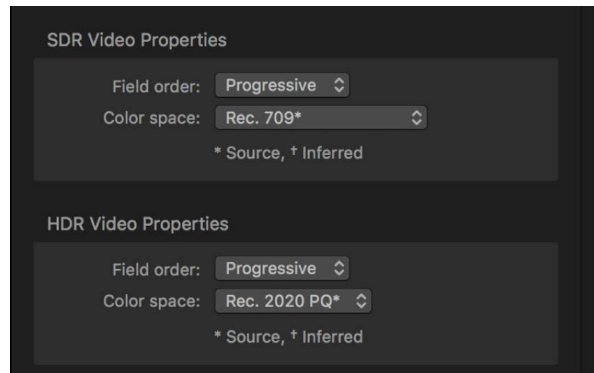 SDR Video Properties
Field order: Progressive
Color space: Rec. 709*
* Source, † Inferred
HDR Video Properties
Field order: Progressive
Color space: Rec. 2020 PQ*
* Source, † Inferred